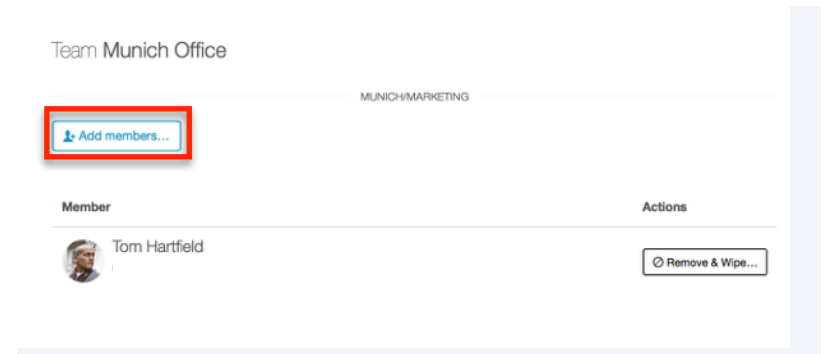 Team Munich Office
MUNICH/MARKETING
Add members...
Member Actions
Tom Hartfield
Remove & Wipe...